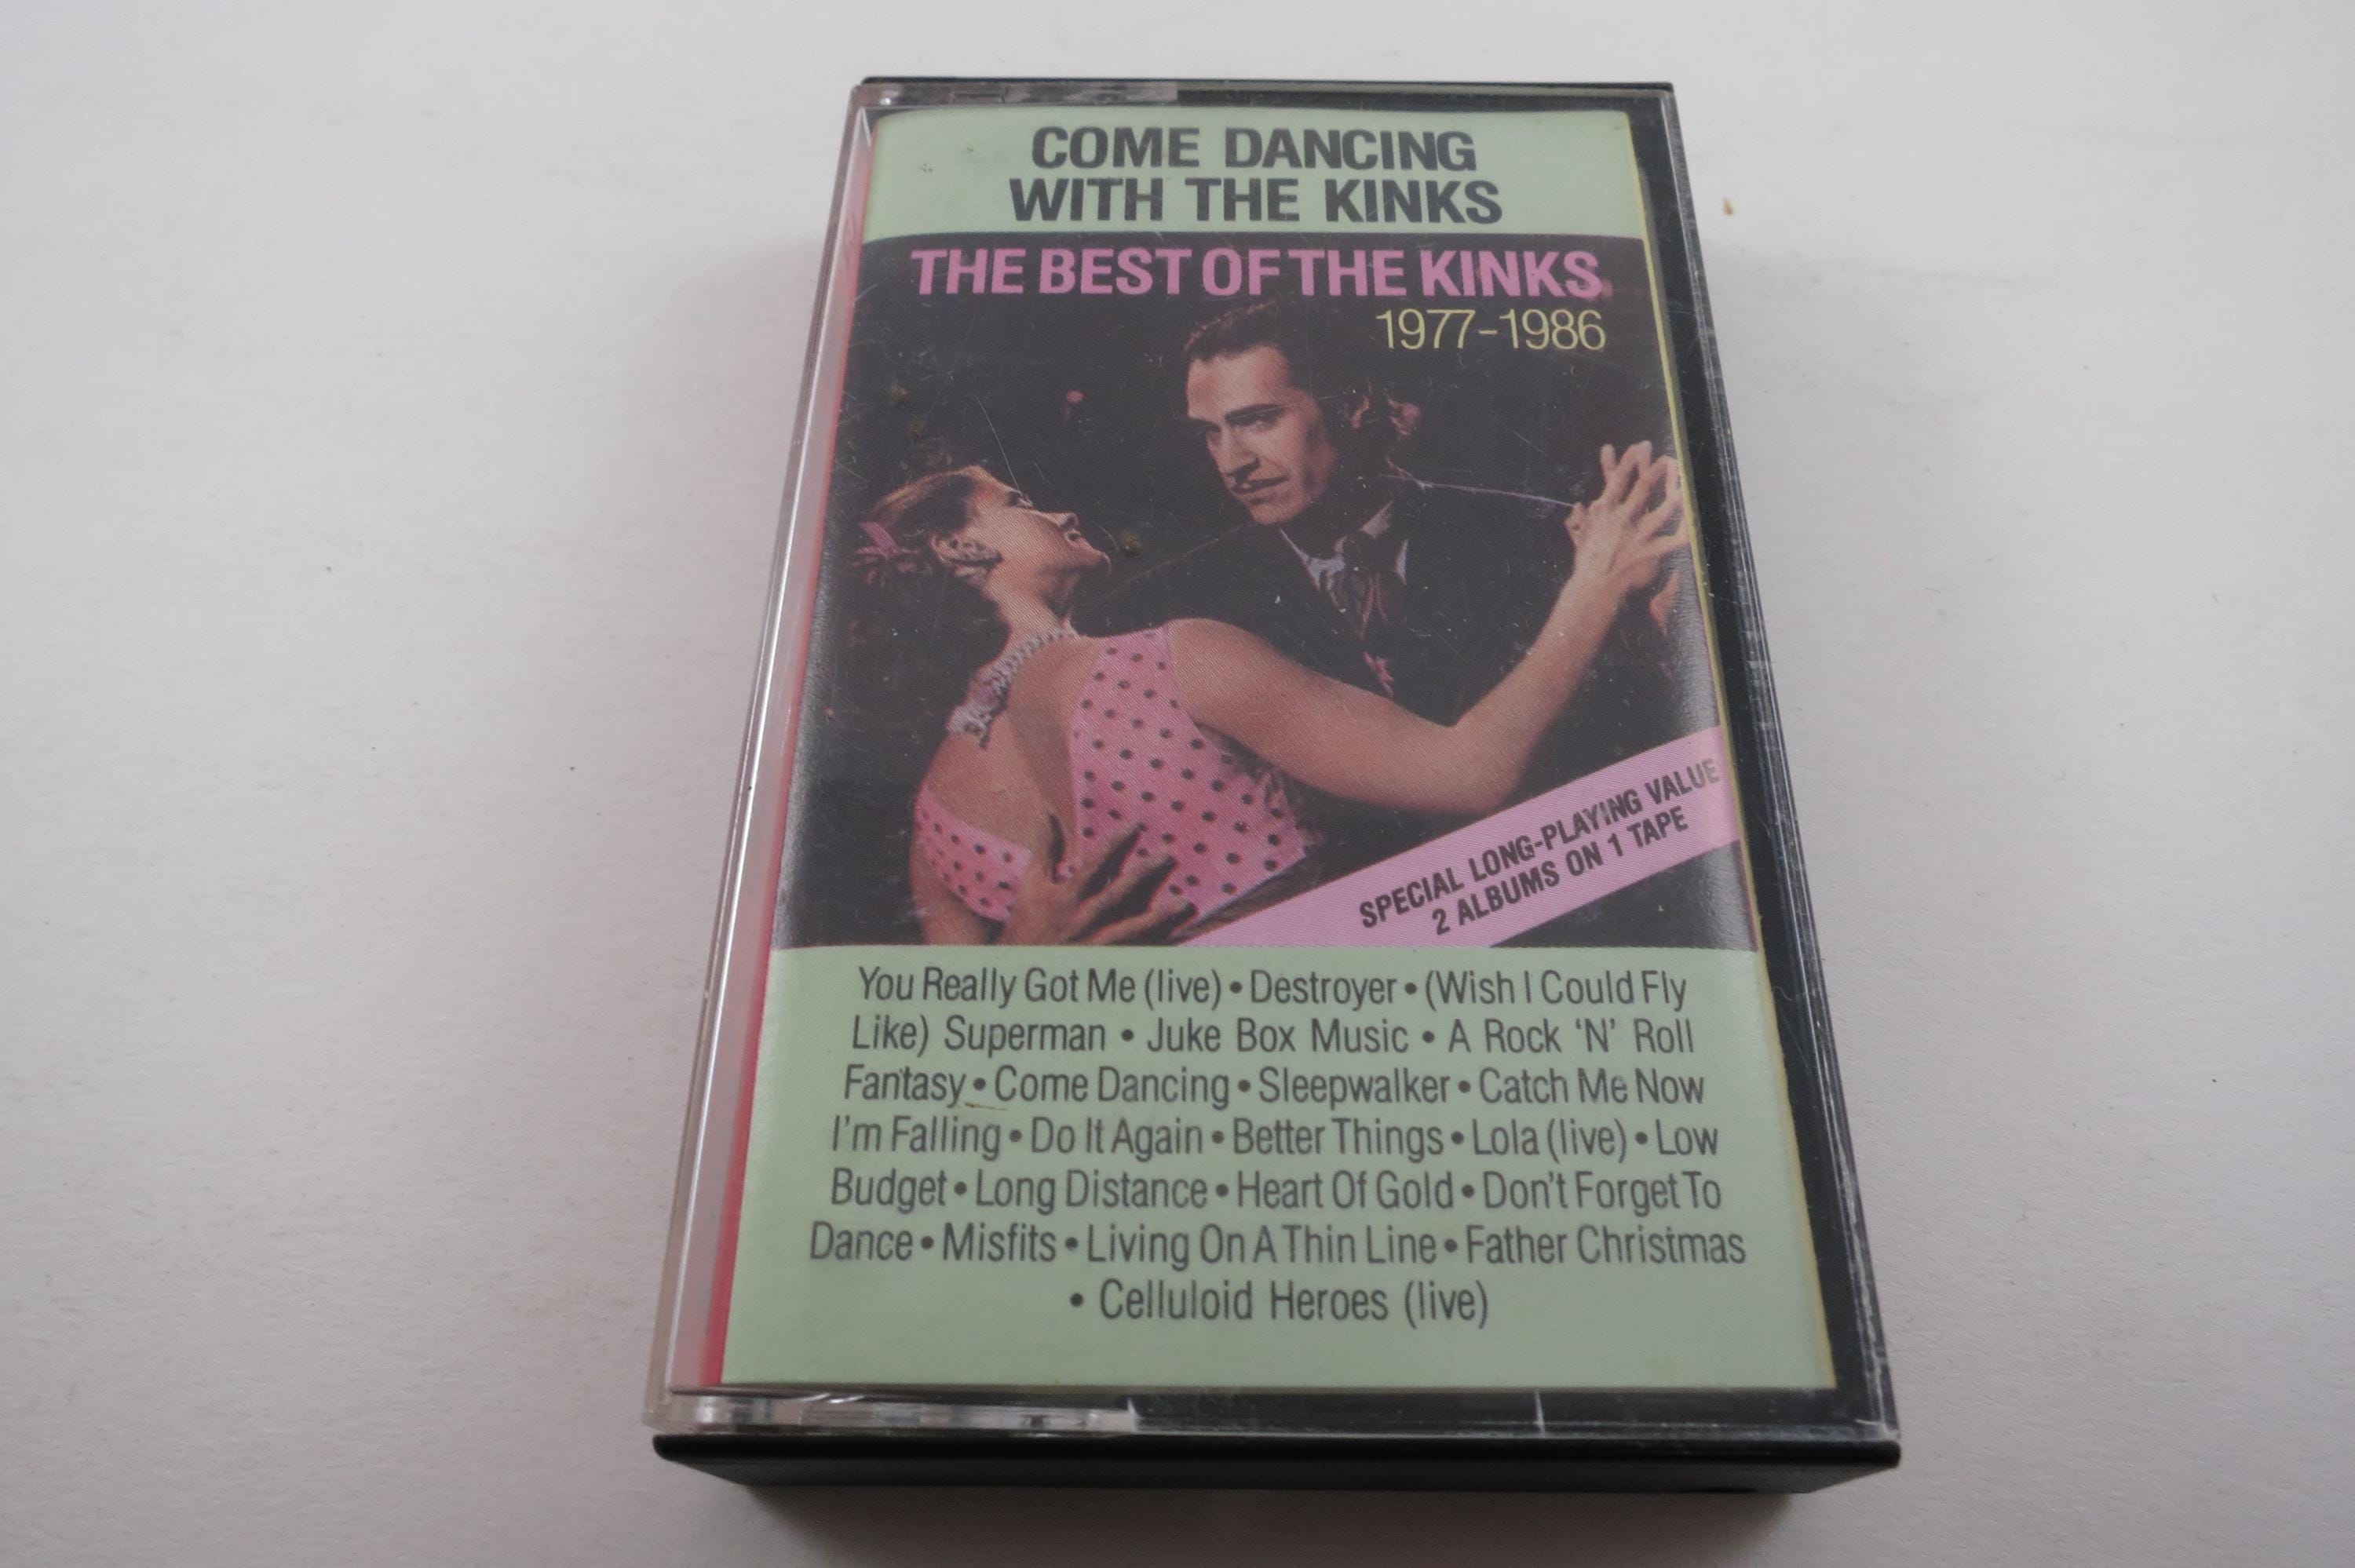 COME DANCING
WITH THE KINKS
THE BEST OF THE KINKS
1977-1986
SPECIAL LONG-PLAYING VALUE
2 ALBUMS ON 1 TAPE
You Really Got Me (live) • Destroyer • (Wish I Could Fly
Like) Superman • Juke Box Music • A Rock ‘N’ Roll
Fantasy • Come Dancing • Sleepwalker • Catch Me Now
I'm Falling • Do It Again • Better Things • Lola (live) • Low
Budget • Long Distance • Heart Of Gold • Don't Forget To
Dance • Misfits • Living On A Thin Line • Father Christmas
• Celluloid Heroes (live)